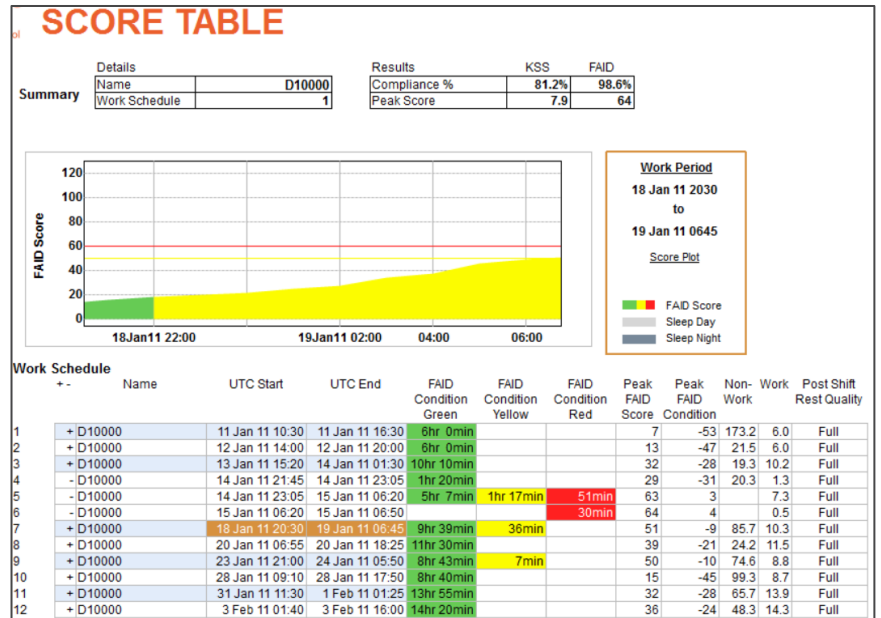 ol
SCORE TABLE
Details Results KSS FAID
Summary
Name D10000 Compliance % 81.2% 98.6%
Work Schedule 1 Peak Score 7.9 64
FAID Score
120
100
80
60
40
20
0
18Jan11 22:00 19Jan11 02:00 04:00 06:00
Work Period
18 Jan 11 2030
to
19 Jan 11 0645
Score Plot
FAID Score
Sleep Day
Sleep Night
Work Schedule
+ - Name UTC Start UTC End FAID FAID FAID Peak Peak Non- Work Post Shift
Condition Condition Condition FAID FAID Work Rest Quality
Green Yellow Red Score Condition
1 + D10000 11 Jan 11 10:30 11 Jan 11 16:30 6hr 0min 7 -53 173.2 6.0 Full
2 + D10000 12 Jan 11 14:00 12 Jan 11 20:00 6hr 0min 13 -47 21.5 6.0 Full
3 + D10000 13 Jan 11 15:20 14 Jan 11 01:30 10hr 10min 32 -28 19.3 10.2 Full
4 - D10000 14 Jan 11 21:45 14 Jan 11 23:05 1hr 20min 29 -31 20.3 1.3 Full
5 - D10000 14 Jan 11 23:05 15 Jan 11 06:20 5hr 7min 1hr 17min 51min 63 3 7.3 Full
6 - D10000 15 Jan 11 06:20 15 Jan 11 06:50 30min 64 4 0.5 Full
7 + D10000 18 Jan 11 20:30 19 Jan 11 06:45 9hr 39min 36min 51 -9 85.7 10.3 Full
8 + D10000 20 Jan 11 06:55 20 Jan 11 18:25 11hr 30min 39 -21 24.2 11.5 Full
9 + D10000 23 Jan 11 21:00 24 Jan 11 05:50 8hr 43min 7min 50 -10 74.6 8.8 Full
10 + D10000 28 Jan 11 09:10 28 Jan 11 17:50 8hr 40min 15 -45 99.3 8.7 Full
11 + D10000 31 Jan 11 11:30 1 Feb 11 01:25 13hr 55min 32 -28 65.7 13.9 Full
12 + D10000 3 Feb 11 01:40 3 Feb 11 16:00 14hr 20min 36 -24 48.3 14.3 Full